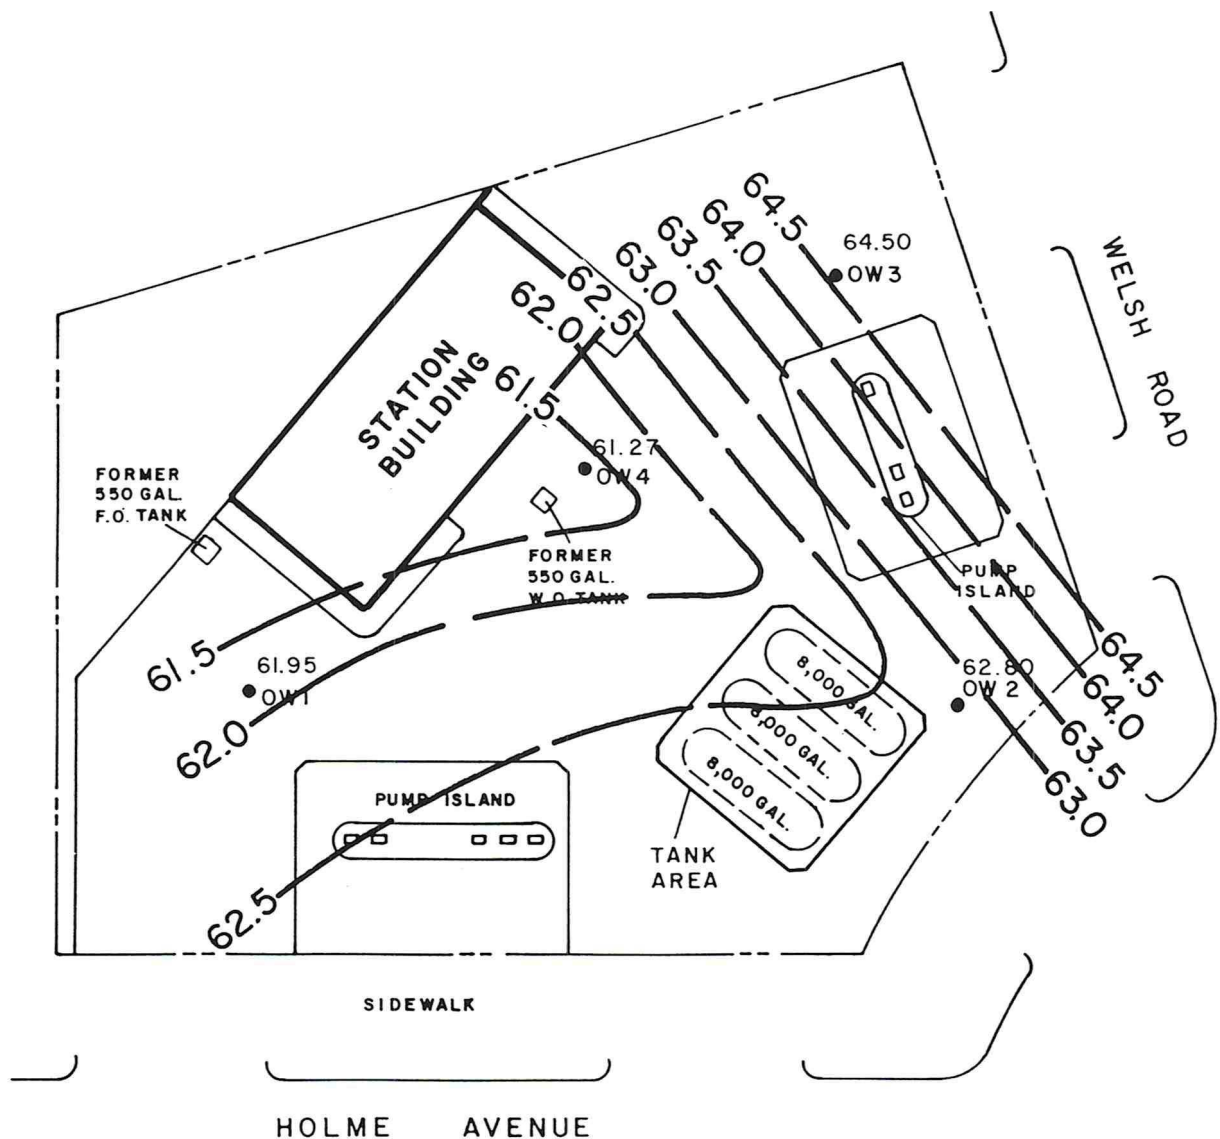 64.5
64.0
63.5
63.0
62.5
62.0
61.5
64.50
OW3
WELSH ROAD
STATION
BUILDING
61.27
OW4
FORMER
550 GAL.
F.O. TANK
FORMER
550 GAL.
W.O. TANK
PUMP
ISLAND
61.5
61.95
OW1
62.0
62.80
OW2
64.5
64.0
63.5
63.0
8,000 GAL.
8,000 GAL.
8,000 GAL.
PUMP ISLAND
TANK
AREA
62.5
SIDEWALK
HOLME AVENUE